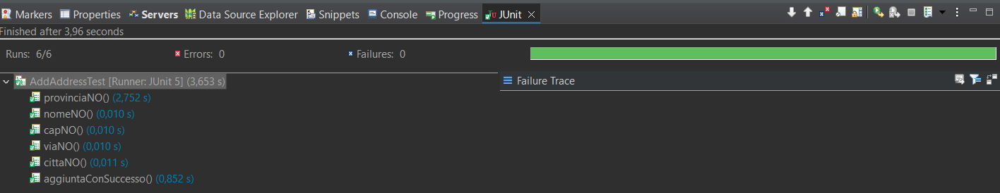 Markers Properties Servers Data Source Explorer Snippets Console Progress JUnit
Finished after 3,96 seconds
Runs: 6/6 Errors: 0 Failures: 0
AddAddressTest [Runner: JUnit 5] (3,653 s)
Failure Trace
provinciaNO() (2,752 s)
nomeNO() (0,010 s)
capNO() (0,010 s)
viaNO() (0,010 s)
cittaNO() (0,011 s)
aggiuntaConSuccesso() (0,852 s)